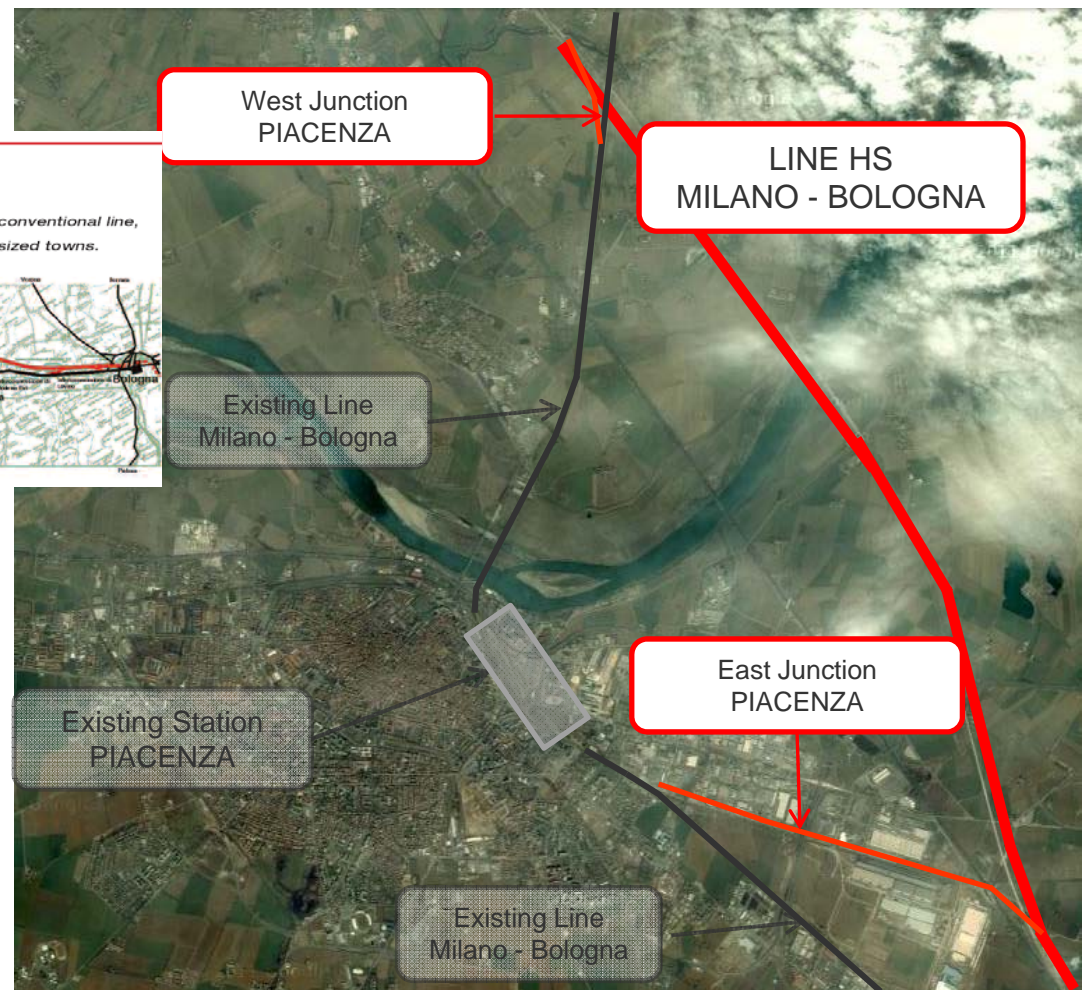 West Junction
PIACENZA
LINE HS
MILANO - BOLOGNA
conventional line,
sized towns.
Bologna
Existing Line
Milano - Bologna
East Junction
PIACENZA
Existing Station
PIACENZA
Existing Line
Milano - Bologna